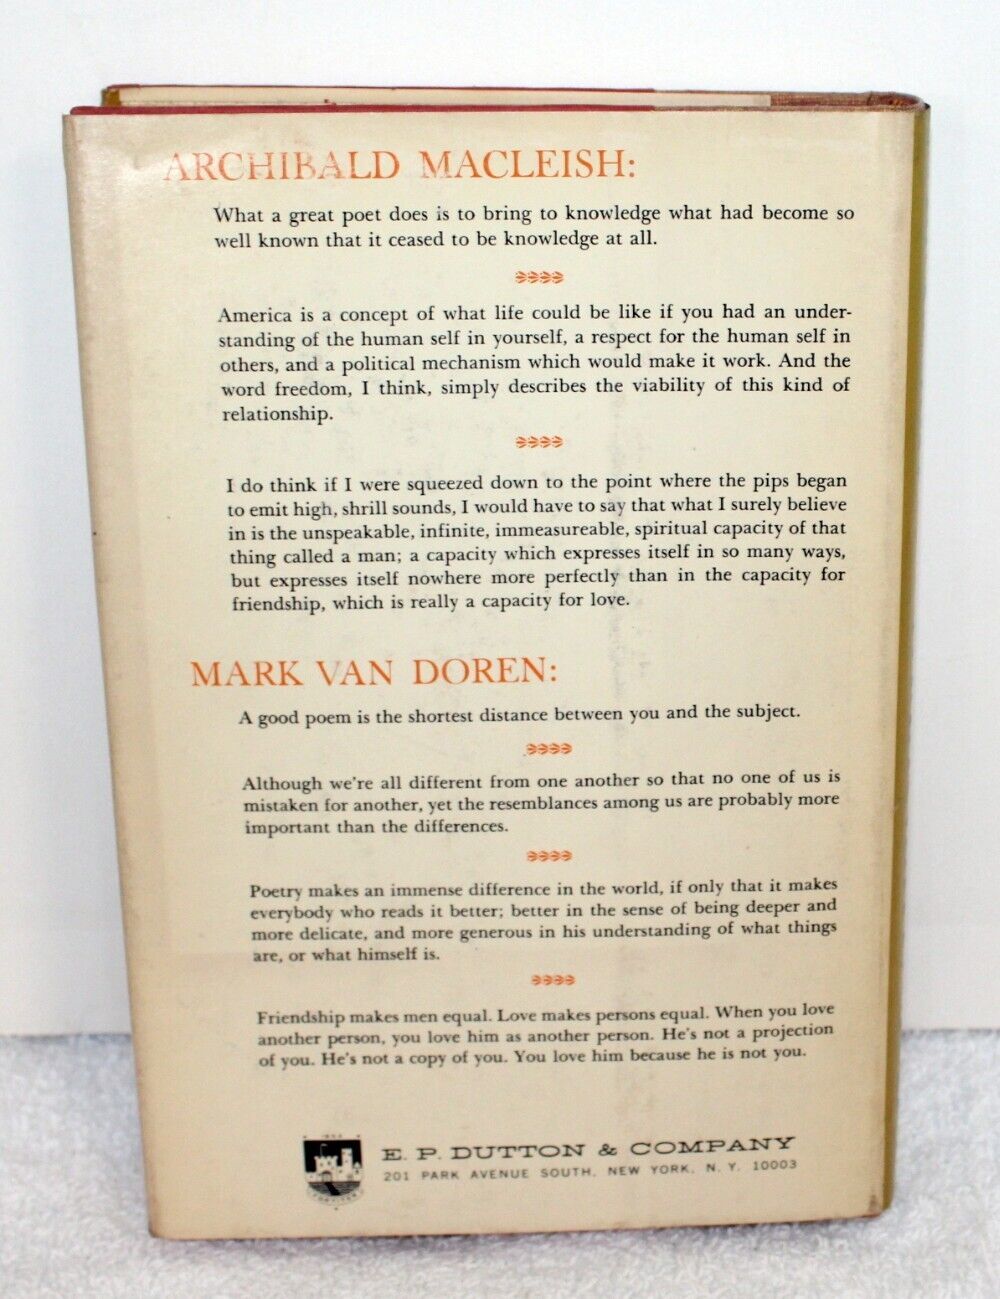 ARCHIBALD MACLEISH:
What a great poet does is to bring to knowledge what had become so
well known that it ceased to be knowledge at all.
America is a concept of what life could be like if you had an under-
standing of the human self in yourself, a respect for the human self in
others, and a political mechanism which would make it work. And the
word freedom, I think, simply describes the viability of this kind of
relationship.
I do think if I were squeezed down to the point where the pips began
to emit high, shrill sounds, I would have to say that what I surely believe
in is the unspeakable, infinite, immeasureable, spiritual capacity of that
thing called a man; a capacity which expresses itself in so many ways,
but expresses itself nowhere more perfectly than in the capacity for
friendship, which is really a capacity for love.
MARK VAN DOREN:
A good poem is the shortest distance between you and the subject.
Although we're all different from one another so that no one of us is
mistaken for another, yet the resemblances among us are probably more
important than the differences.
Poetry makes an immense difference in the world, if only that it makes
everybody who reads it better; better in the sense of being deeper and
more delicate, and more generous in his understanding of what things
are, or what himself is.
Friendship makes men equal. Love makes persons equal. When you love
another person, you love him as another person. He's not a projection
of you. He's not a copy of you. You love him because he is not you.
E. P. DUTTON & COMPANY
201 PARK AVENUE SOUTH, NEW YORK, N. Y. 10003